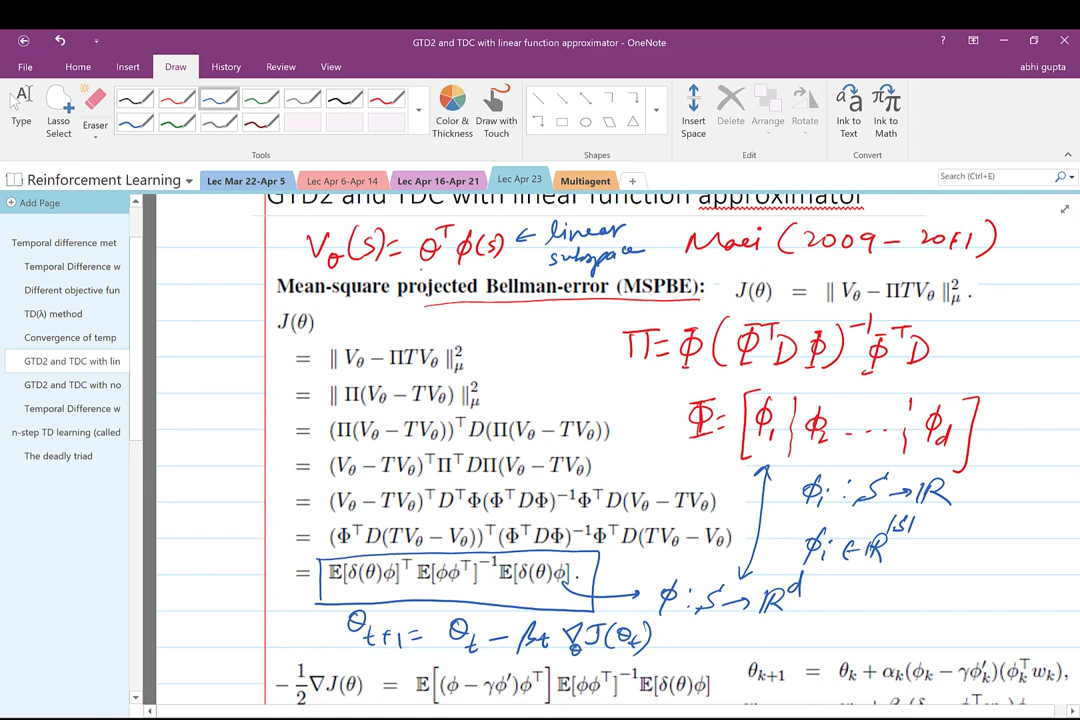 GTD2 and TDC with linear function approximator - OneNote
?
abhi gupta
File Home Insert Draw History Review View
Type
Lasso Select
Eraser
Color & Thickness
Draw with Touch
Insert Space
Delete
Arrange
Rotate
Ink to Text
Ink to Math
Tools
Shapes
Edit
Convert
Reinforcement Learning
Lec Mar 22-Apr 5
Lec Apr 6-Apr 14
Lec Apr 16-Apr 21
Lec Apr 23
Multiagent
Search (Ctrl+E)
Add Page
Temporal difference met
Temporal Difference w
Different objective fun
TD(λ) method
Convergence of temp
GTD2 and TDC with lin
GTD2 and TDC with no
Temporal Difference w
n-step TD learning (called
The deadly triad
GTD2 and TDC with linear function approximator
V_θ(s) = θ^T φ(s) ← linear subspace
Maei (2009 - 2011)
Mean-square projected Bellman-error (MSPBE): J(θ) = ∥ V_θ − ΠTV_θ ∥²_μ .
J(θ)
= ∥ V_θ − ΠTV_θ ∥²_μ
Π = Φ(Φ^T D Φ)^{-1} Φ^T D
= ∥ Π(V_θ − TV_θ) ∥²_μ
Φ = [φ_1 | φ_2 ... | φ_d]
= (Π(V_θ − TV_θ))^⊤ D(Π(V_θ − TV_θ))
= (V_θ − TV_θ)^⊤ Π^⊤ DΠ(V_θ − TV_θ)
φ_i : S → ℝ
= (V_θ − TV_θ)^⊤ D^⊤ Φ(Φ^⊤ DΦ)^{−1} Φ^⊤ D(V_θ − TV_θ)
φ_i ∈ ℝ^{|S|}
= (Φ^⊤ D(TV_θ − V_θ))^⊤ (Φ^⊤ DΦ)^{−1} Φ^⊤ D(TV_θ − V_θ)
= 𝔼[δ(θ)φ]^⊤ 𝔼[φφ^⊤]^{−1} 𝔼[δ(θ)φ] .
φ : S → ℝ^d
θ_{t+1} = θ_t − β_t ∇_θ J(θ_t)
−1/2 ∇J(θ) = 𝔼[(φ − γφ′)φ^⊤] 𝔼[φφ^⊤]^{−1} 𝔼[δ(θ)φ]
θ_{k+1} = θ_k + α_k(φ_k − γφ′_k)(φ_k^⊤ w_k),